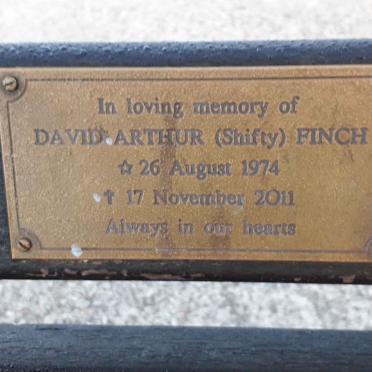 In loving memory of
DAVID ARTHUR (Shifty) FINCH
☆ 26 August 1974
✝ 17 November 2011
Always in our hearts